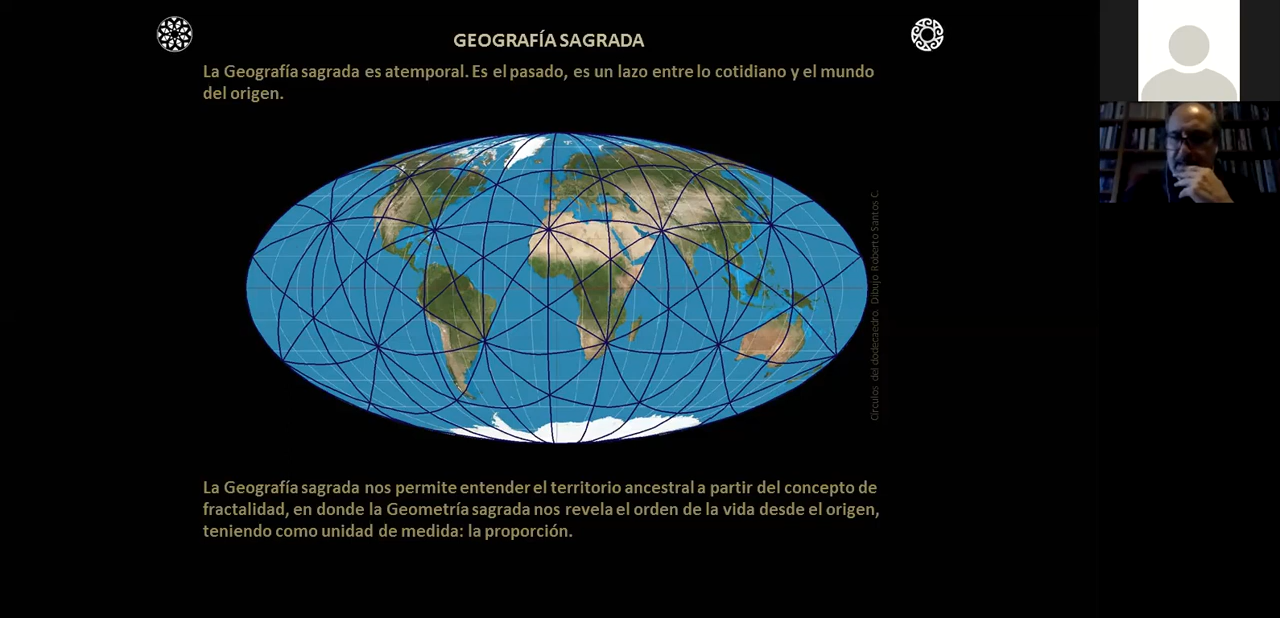 GEOGRAFÍA SAGRADA
La Geografía sagrada es atemporal. Es el pasado, es un lazo entre lo cotidiano y el mundo
del origen.
Círculos del dodecaedro. Dibujo Roberto Santos C.
La Geografía sagrada nos permite entender el territorio ancestral a partir del concepto de
fractalidad, en donde la Geometría sagrada nos revela el orden de la vida desde el origen,
teniendo como unidad de medida: la proporción.